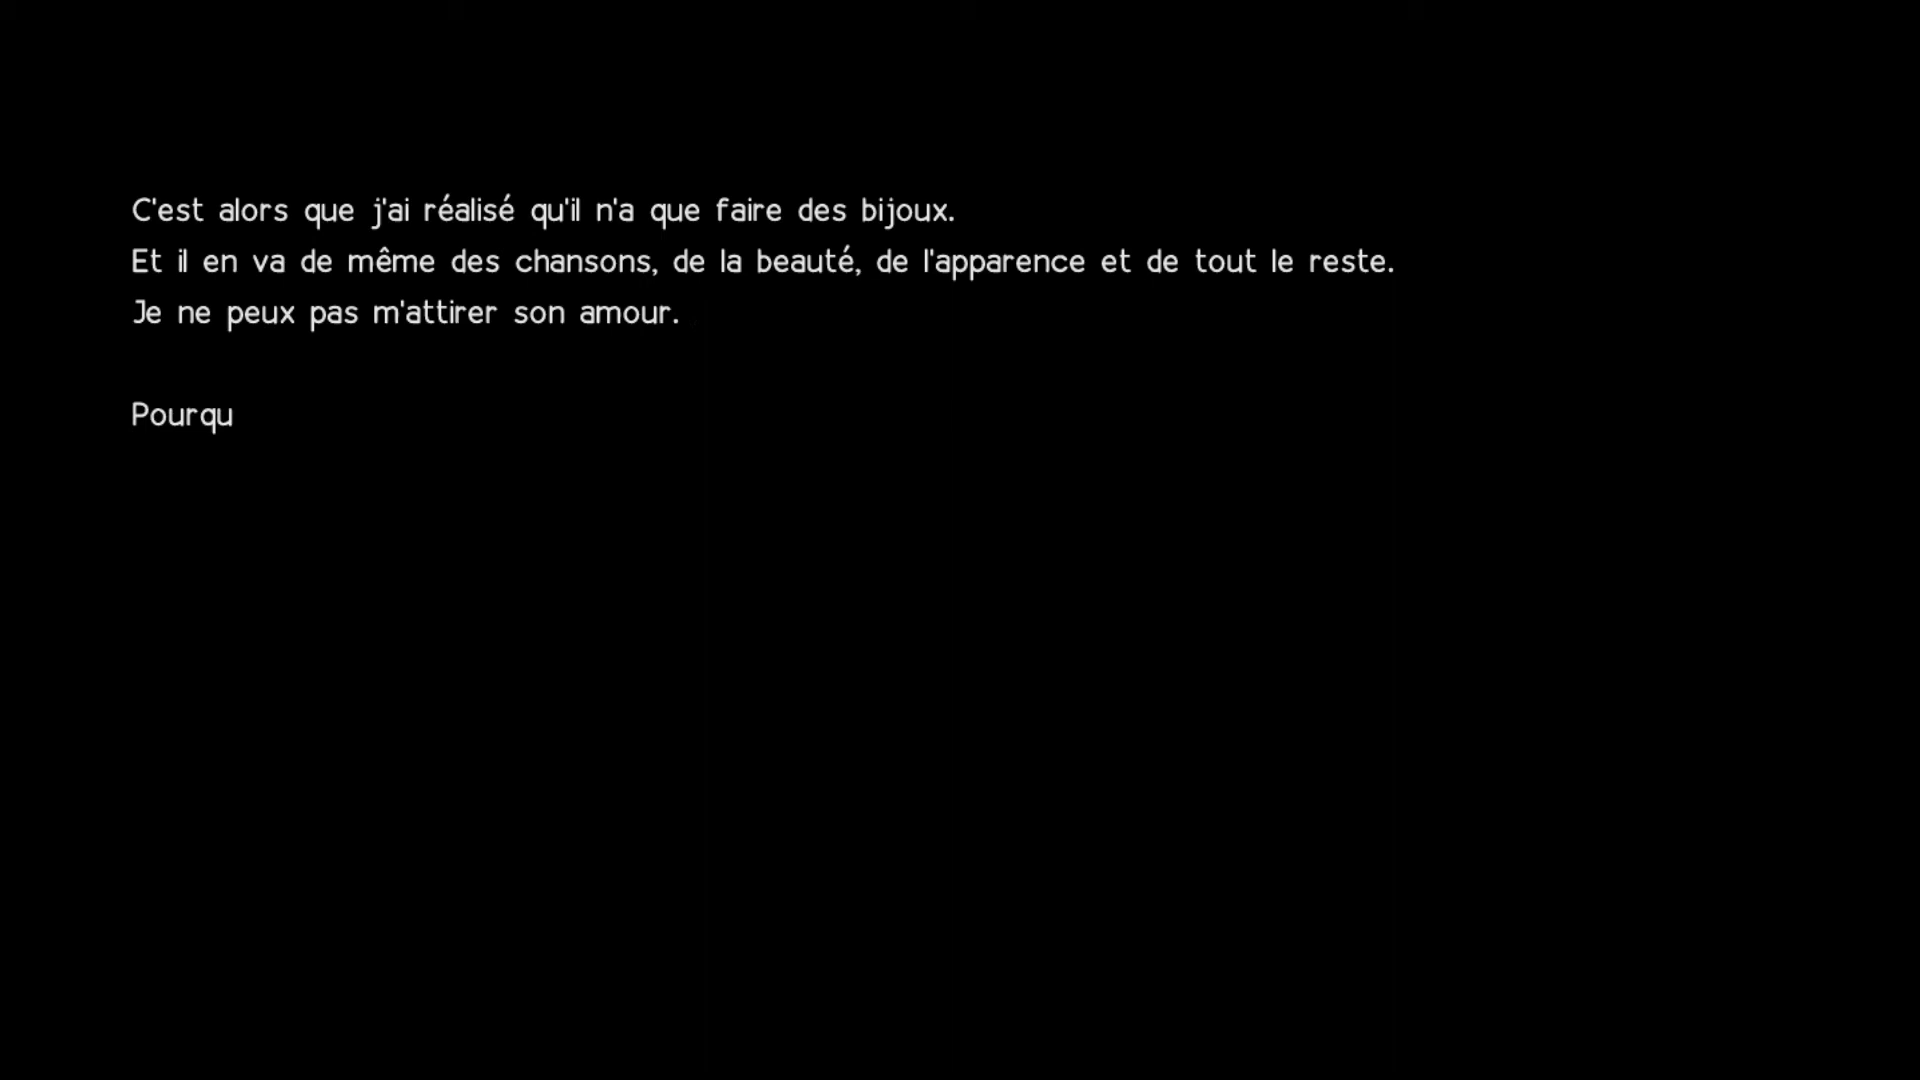 C'est alors que j'ai réalisé qu'il n'a que faire des bijoux.
Et il en va de même des chansons, de la beauté, de l'apparence et de tout le reste.
Je ne peux pas m'attirer son amour.
Pourqu